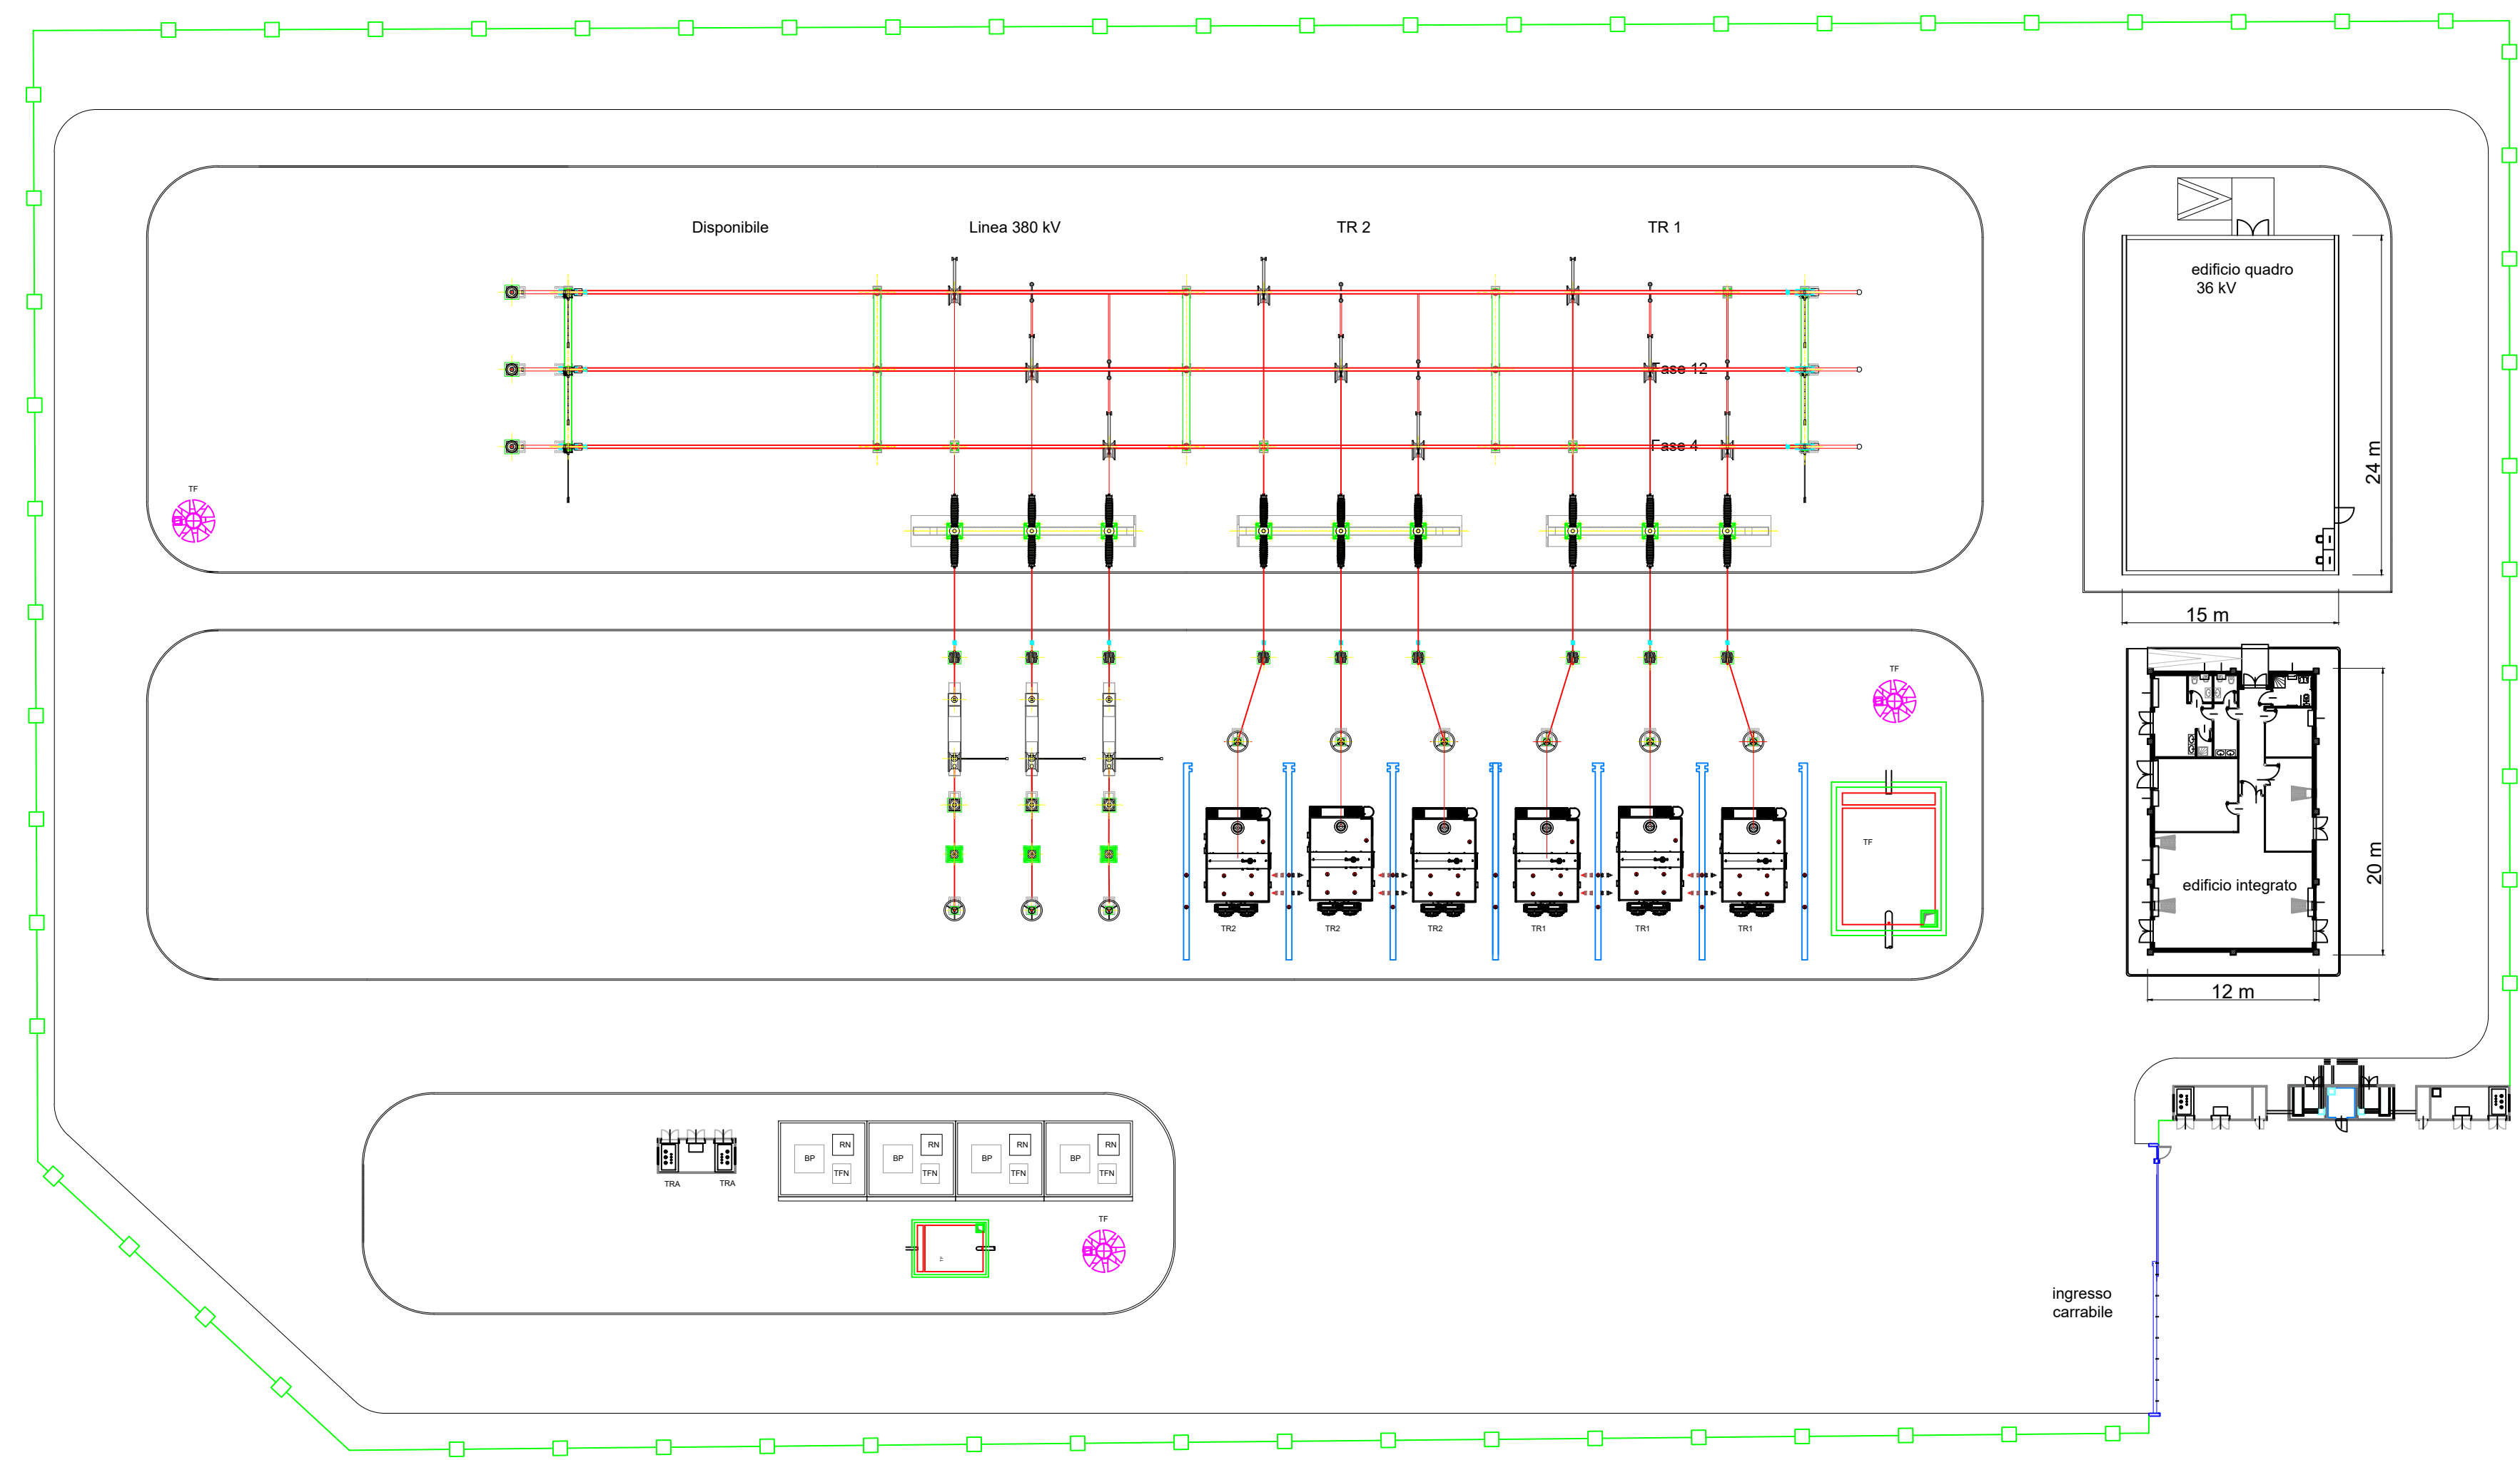 Disponibile
Linea 380 kV
TR 2
TR 1
edificio quadro
36 kV
Fase 12
Fase 4
24 m
TF
15 m
TF
TF
20 m
edificio integrato
TR2
TR2
TR2
TR1
TR1
TR1
12 m
RN
RN
RN
RN
BP
BP
BP
BP
TFN
TFN
TFN
TFN
TRA
TRA
TF
ingresso
carrabile